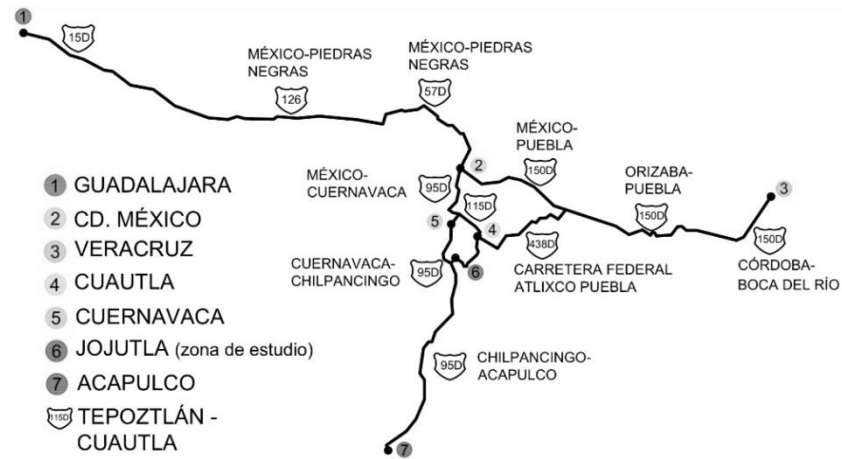 1
15D
MÉXICO-PIEDRAS
NEGRAS
126
MÉXICO-PIEDRAS
NEGRAS
57D
MÉXICO-
PUEBLA
150D
2
MÉXICO-
CUERNAVACA
95D
115D
ORIZABA-
PUEBLA
150D
3
150D
CÓRDOBA-
BOCA DEL RÍO
5
4
438D
CARRETERA FEDERAL
ATLIXCO PUEBLA
CUERNAVACA-
CHILPANCINGO
95D
6
95D
CHILPANCINGO-
ACAPULCO
7
1 GUADALAJARA
2 CD. MÉXICO
3 VERACRUZ
4 CUAUTLA
5 CUERNAVACA
6 JOJUTLA (zona de estudio)
7 ACAPULCO
115D TEPOZTLÁN -
CUAUTLA